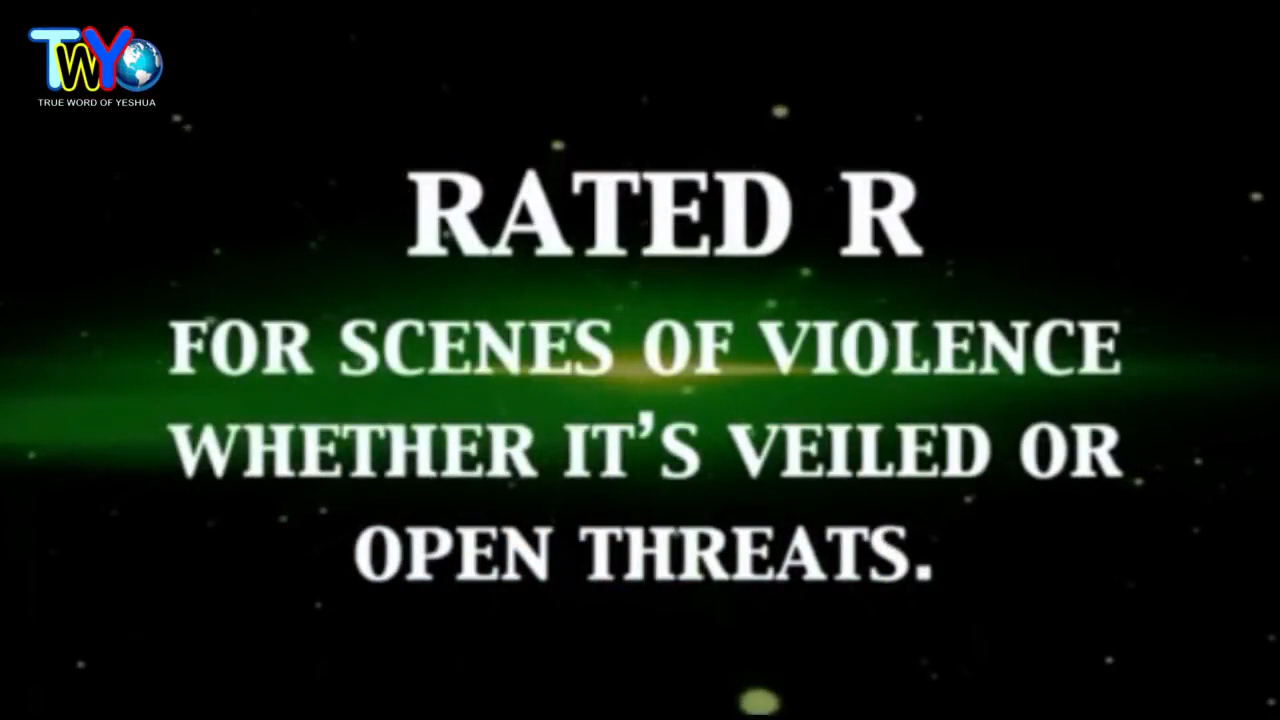 TWY
TRUE WORD OF YESHUA
RATED R
FOR SCENES OF VIOLENCE
WHETHER IT'S VEILED OR
OPEN THREATS.